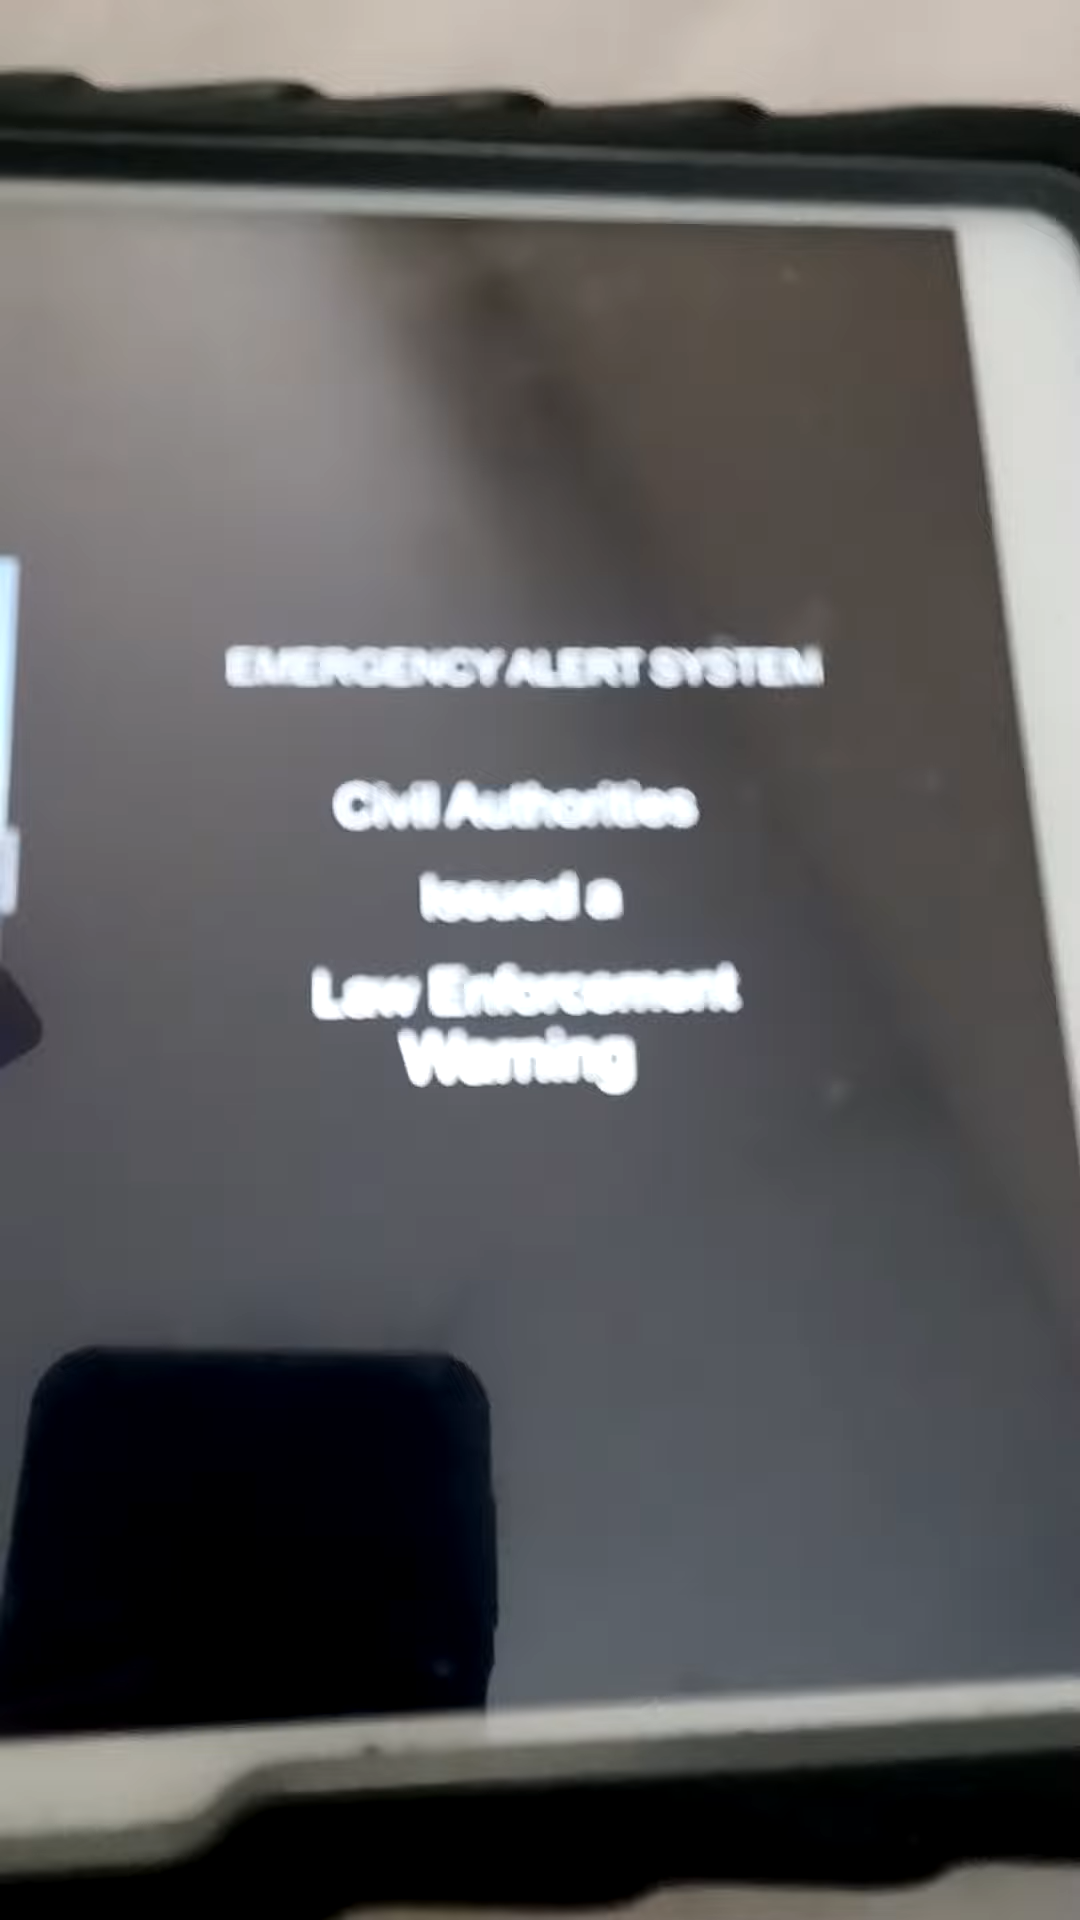 EMERGENCY ALERT SYSTEM
Civil Authorities
Issued a
Law Enforcement
Warning